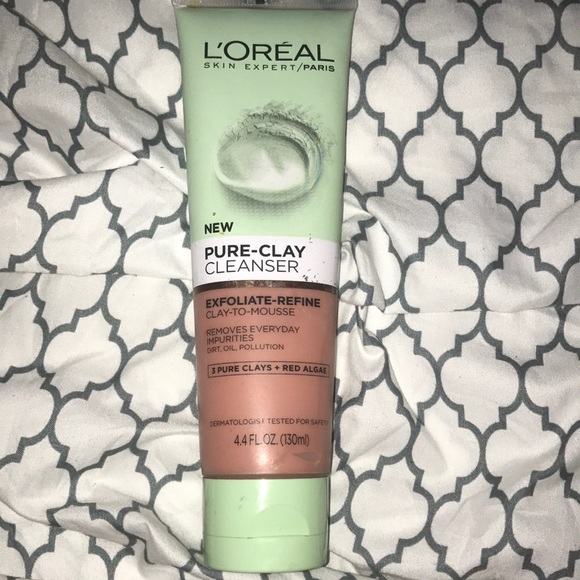 L'ORÉAL
SKIN EXPERT/PARIS
NEW
PURE-CLAY
CLEANSER
EXFOLIATE-REFINE
CLAY-TO-MOUSSE
REMOVES EVERYDAY
IMPURITIES
DIRT, OIL, POLLUTION
3 PURE CLAYS + RED ALGAE
DERMATOLOGIST TESTED FOR SAFETY
4.4 FL.OZ. (130ml)